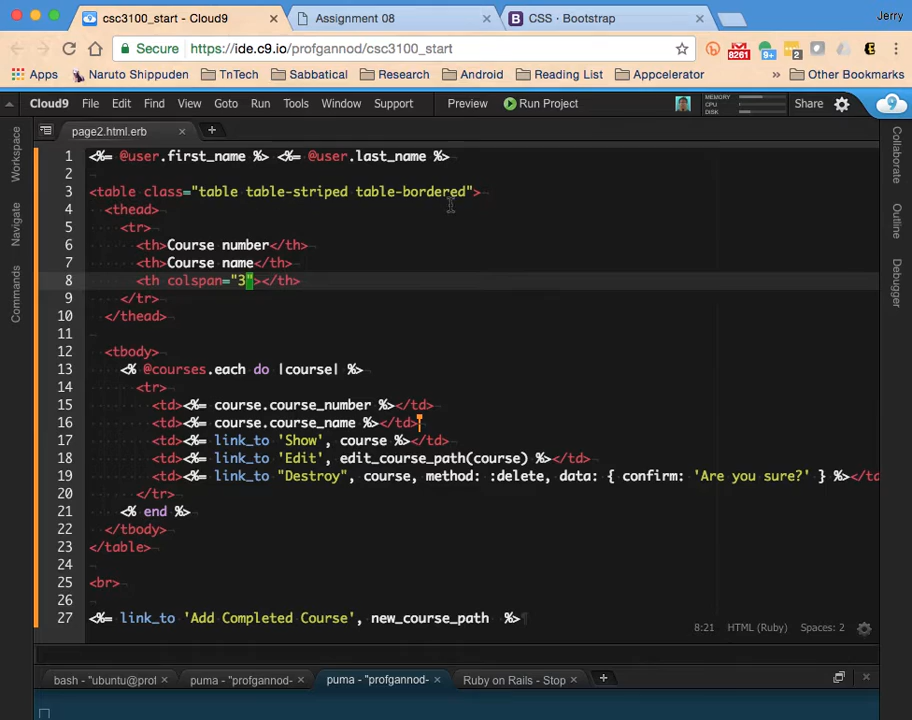 csc3100_start - Cloud9 × Assignment 08 × B CSS · Bootstrap × Jerry
Secure https://ide.c9.io/profgannod/csc3100_start 8261 9+ 2
Apps Naruto Shippuden TnTech Sabbatical Research Android Reading List Appcelerator » Other Bookmarks
Cloud9 File Edit Find View Goto Run Tools Window Support Preview Run Project MEMORY CPU DISK Share
page2.html.erb ×
Workspace
Navigate
Commands
Collaborate
Outline
Debugger
1 <%= @user.first_name %> <%= @user.last_name %>
2
3 <table class="table table-striped table-bordered">
4 <thead>
5 <tr>
6 <th>Course number</th>
7 <th>Course name</th>
8 <th colspan="3"></th>
9 </tr>
10 </thead>
11
12 <tbody>
13 <% @courses.each do |course| %>
14 <tr>
15 <td><%= course.course_number %></td>
16 <td><%= course.course_name %></td>
17 <td><%= link_to 'Show', course %></td>
18 <td><%= link_to 'Edit', edit_course_path(course) %></td>
19 <td><%= link_to "Destroy", course, method: :delete, data: { confirm: 'Are you sure?' } %></td
20 </tr>
21 <% end %>
22 </tbody>
23 </table>
24
25 <br>
26
27 <%= link_to 'Add Completed Course', new_course_path %>
8:21 HTML (Ruby) Spaces: 2
bash - "ubuntu@prof × puma - "profgannod- × puma - "profgannod- × Ruby on Rails - Stop ×